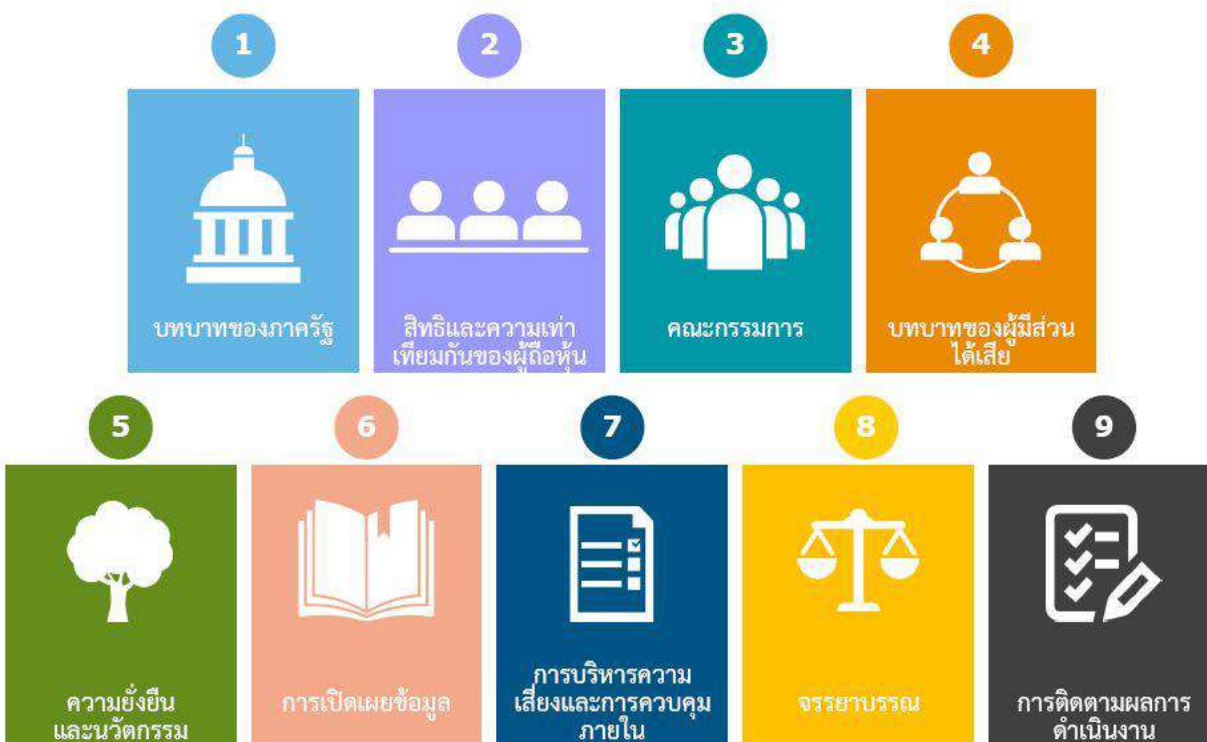 1
2
3
4
บทบาทของภาครัฐ
สิทธิและความเท่า
เทียมกันของผู้ถือหุ้น
คณะกรรมการ
บทบาทของผู้มีส่วน
ได้เสีย
5
6
7
8
9
ความยั่งยืน
และนวัตกรรม
การเปิดเผยข้อมูล
การบริหารความ
เสี่ยงและการควบคุม
ภายใน
จรรยาบรรณ
การติดตามผลการ
ดำเนินงาน